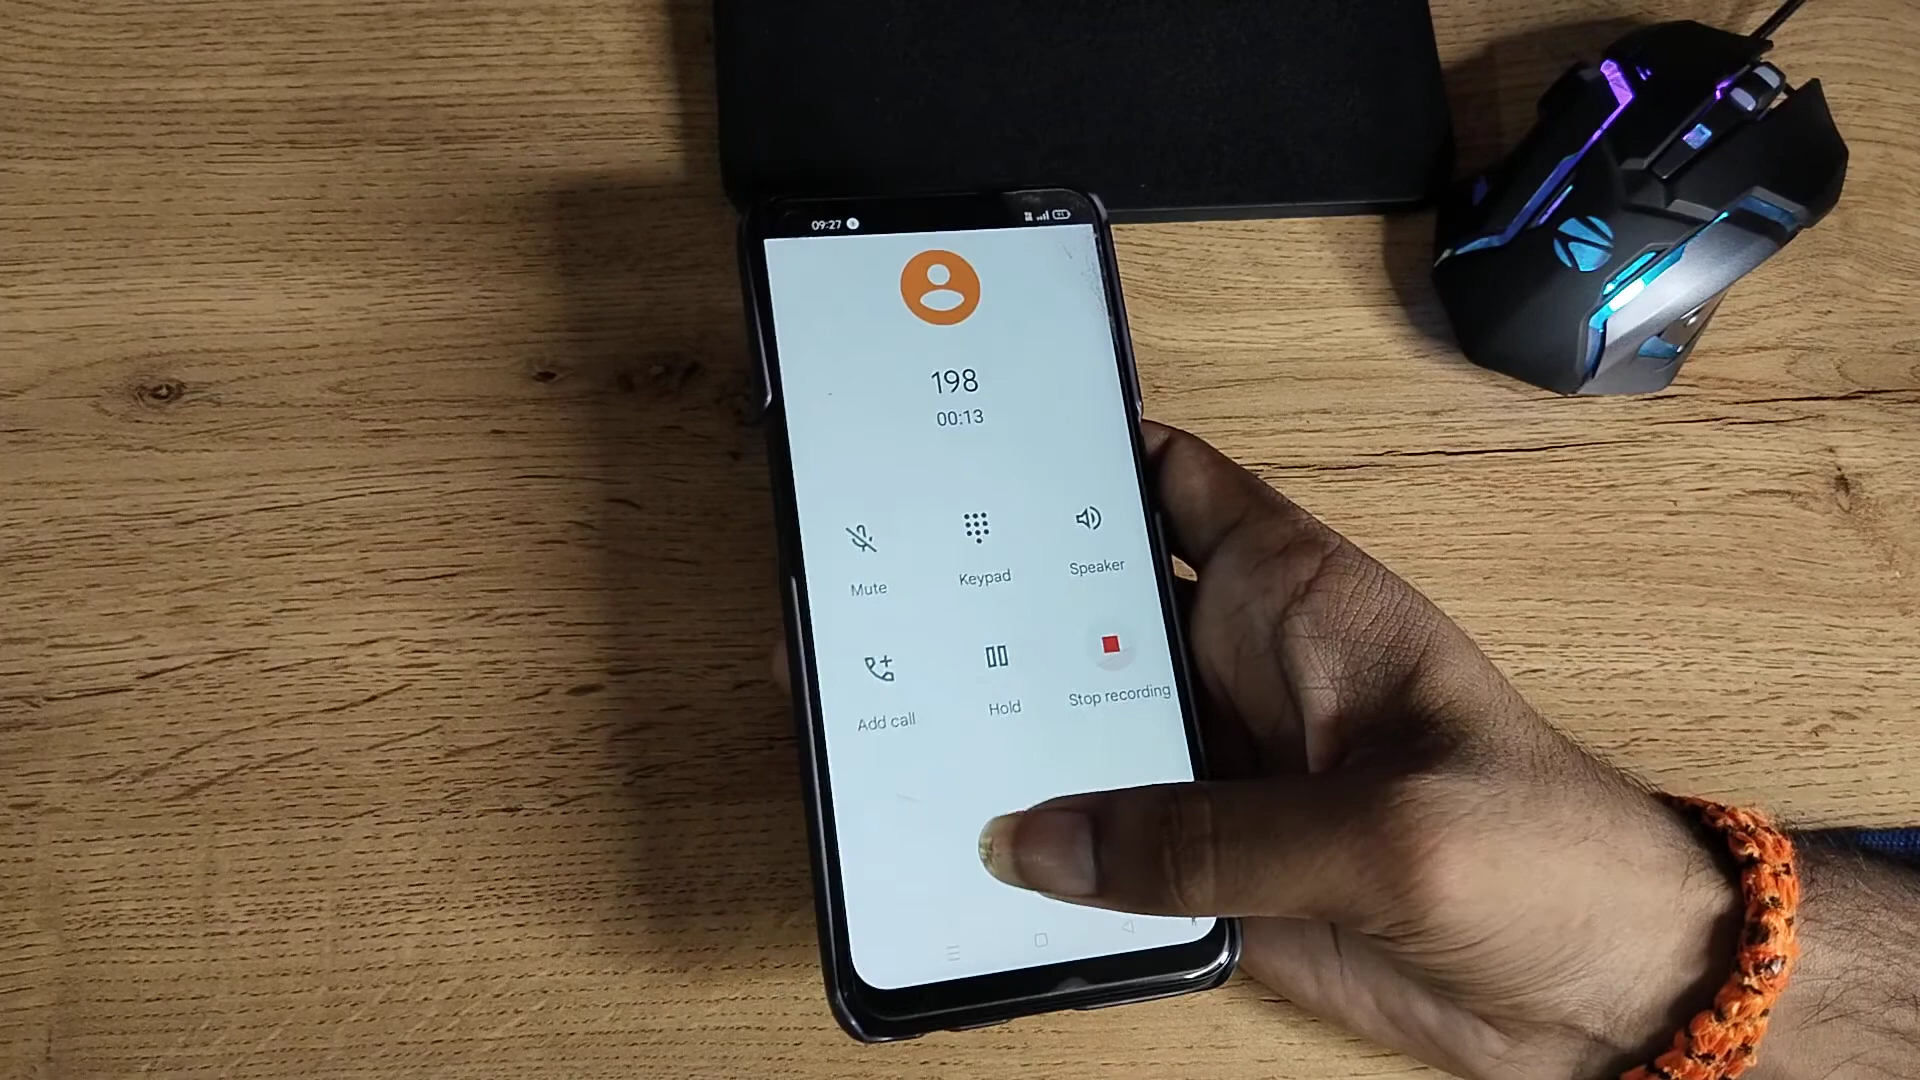 09:27
198
00:13
Mute
Keypad
Speaker
Add call
Hold
Stop recording